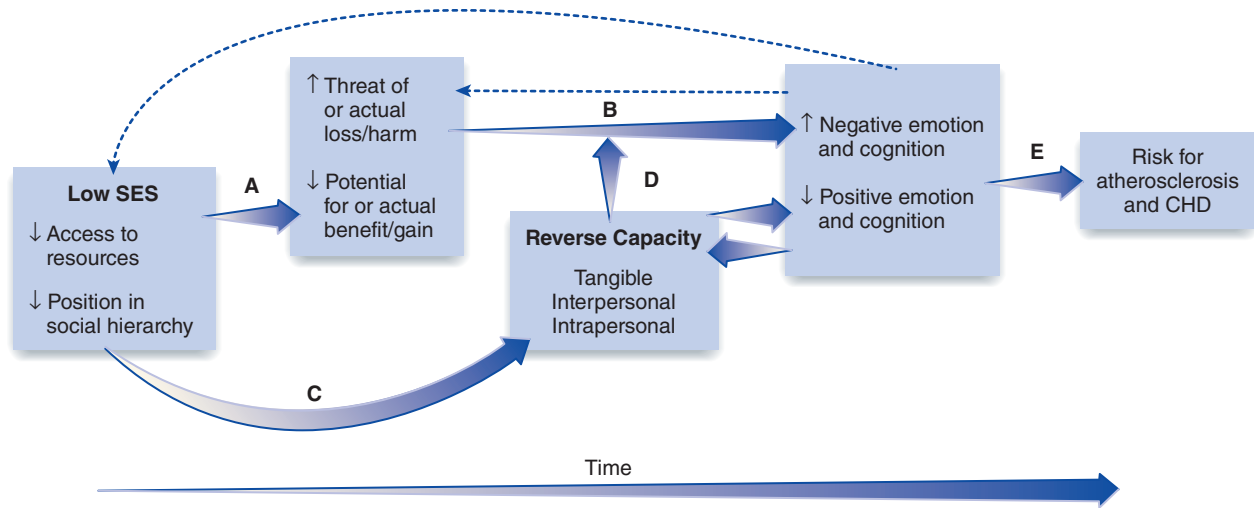 ↑ Threat of
or actual
loss/harm
↓ Potential
for or actual
benefit/gain
B
↑ Negative emotion
and cognition
↓ Positive emotion
and cognition
E
Risk for
atherosclerosis
and CHD
Low SES
↓ Access to
resources
↓ Position in
social hierarchy
A
D
Reverse Capacity
Tangible
Interpersonal
Intrapersonal
C
Time